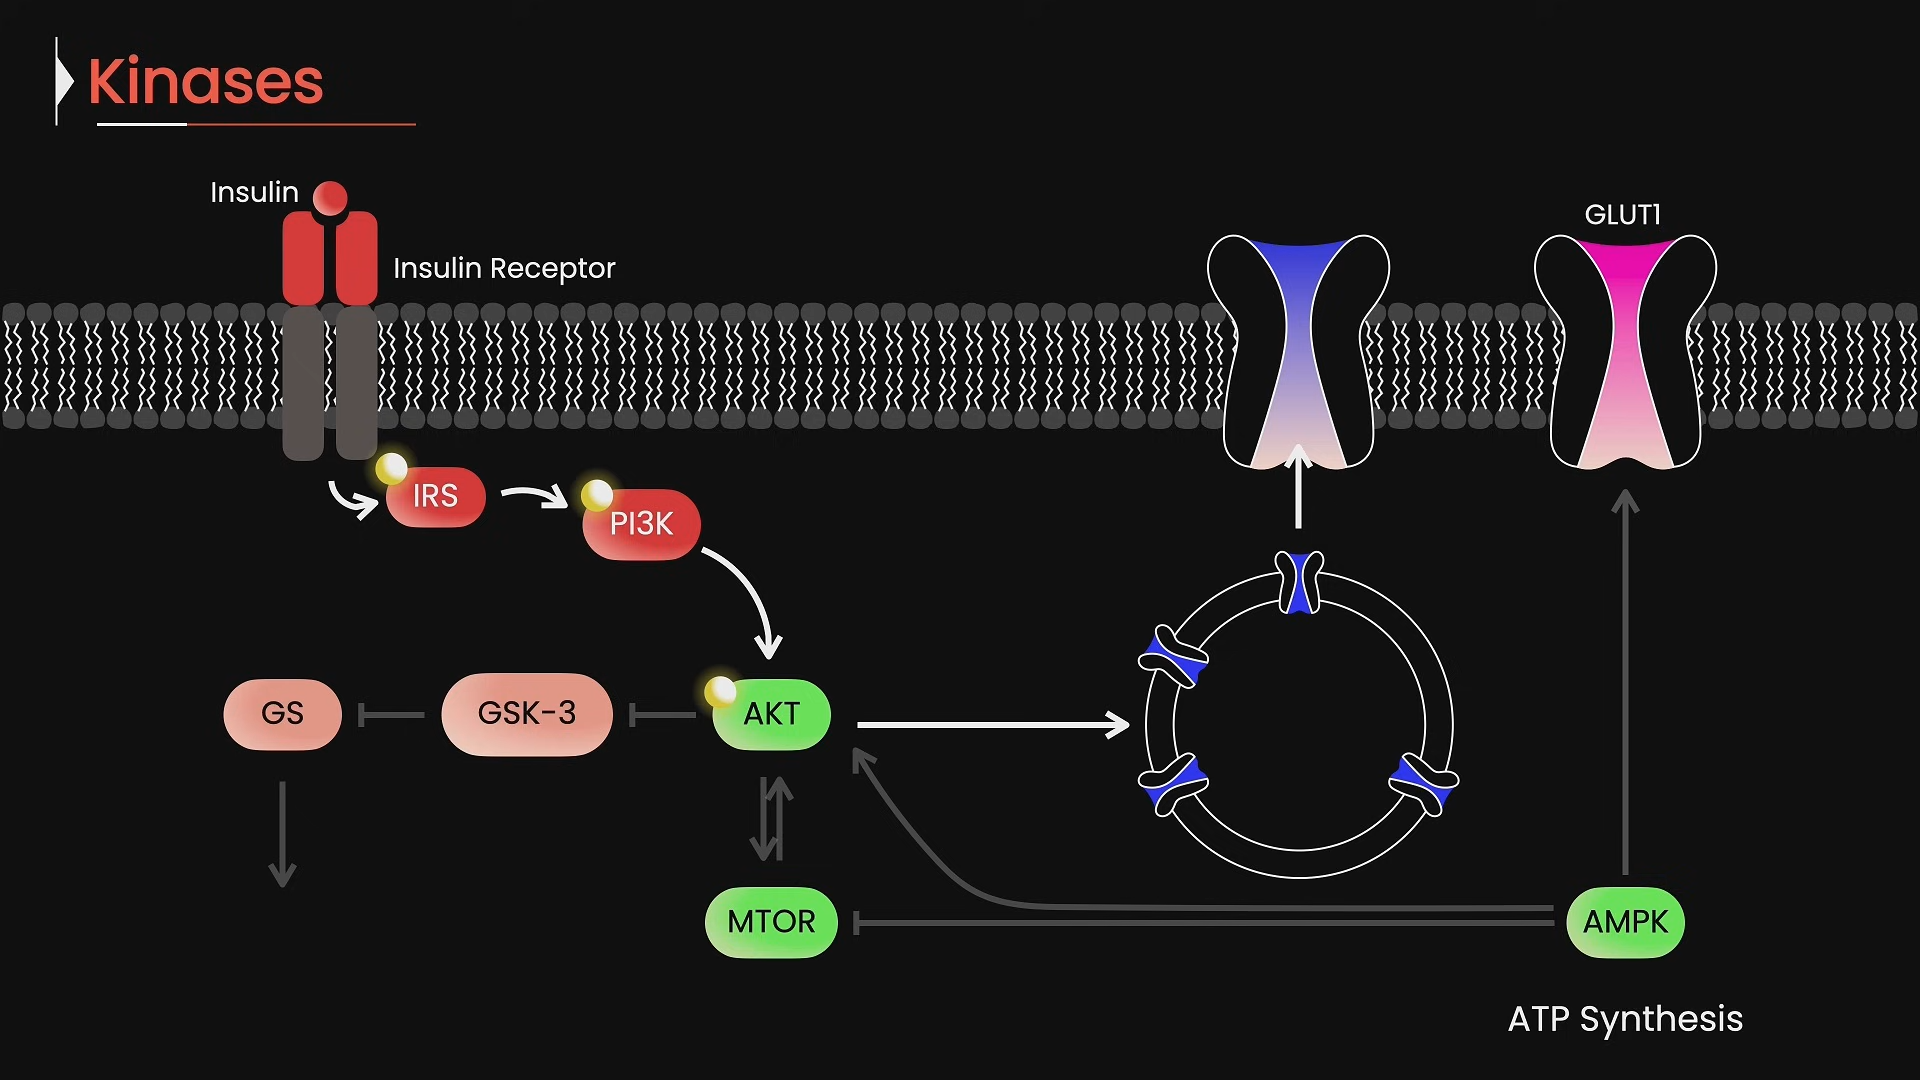 Kinases
Insulin
GLUT1
Insulin Receptor
IRS
PI3K
GS
GSK-3
AKT
MTOR
AMPK
ATP Synthesis